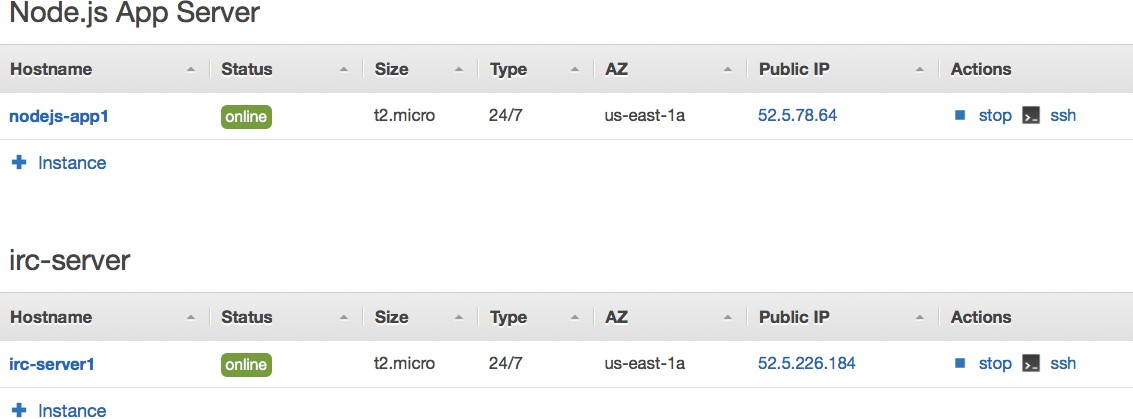 Node.js App Server
Hostname Status Size Type AZ Public IP Actions
nodejs-app1 online t2.micro 24/7 us-east-1a 52.5.78.64 stop ssh
Instance
irc-server
Hostname Status Size Type AZ Public IP Actions
irc-server1 online t2.micro 24/7 us-east-1a 52.5.226.184 stop ssh
Instance